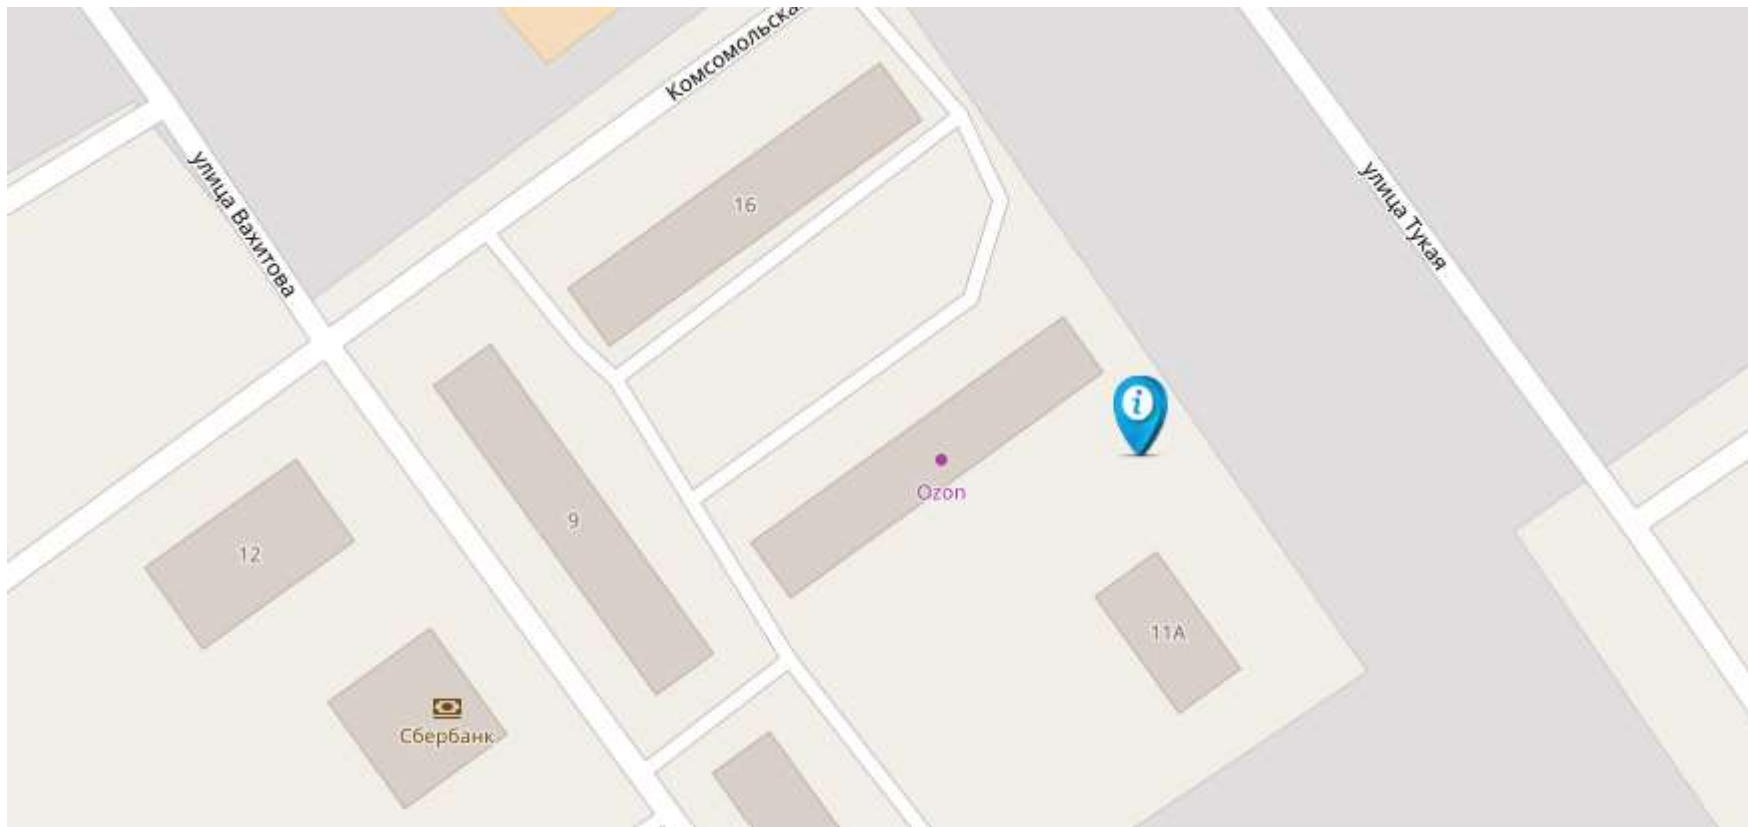 Комсомольская
улица Вахитова
улица Тукая
16
9
Ozon
12
11А
Сбербанк